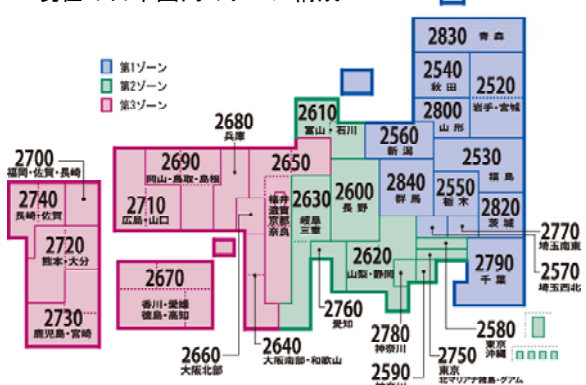 2830 青森
第1ゾーン
第2ゾーン
第3ゾーン
2540
秋田
2520
岩手・宮城
2610
富山・石川
2800
山形
2680
兵庫
2560
新潟
2530
福島
2700
福岡・佐賀・長崎
2690
岡山・鳥取・島根
2650
福井
滋賀
京都
奈良
2630
岐阜
三重
2600
長野
2840
群馬
2550
栃木
2740
長崎・佐賀
2710
広島・山口
2820
茨城
2720
熊本・大分
2770
埼玉南東
2670
香川・愛媛
徳島・高知
2620
山梨・静岡
2790
千葉
2570
埼玉西北
2730
鹿児島・宮崎
2760
愛知
2660
大阪北部
2640
大阪南部・和歌山
2780
神奈川
2580
東京
沖縄
2750
東京
北マリアナ諸島・グアム
2590